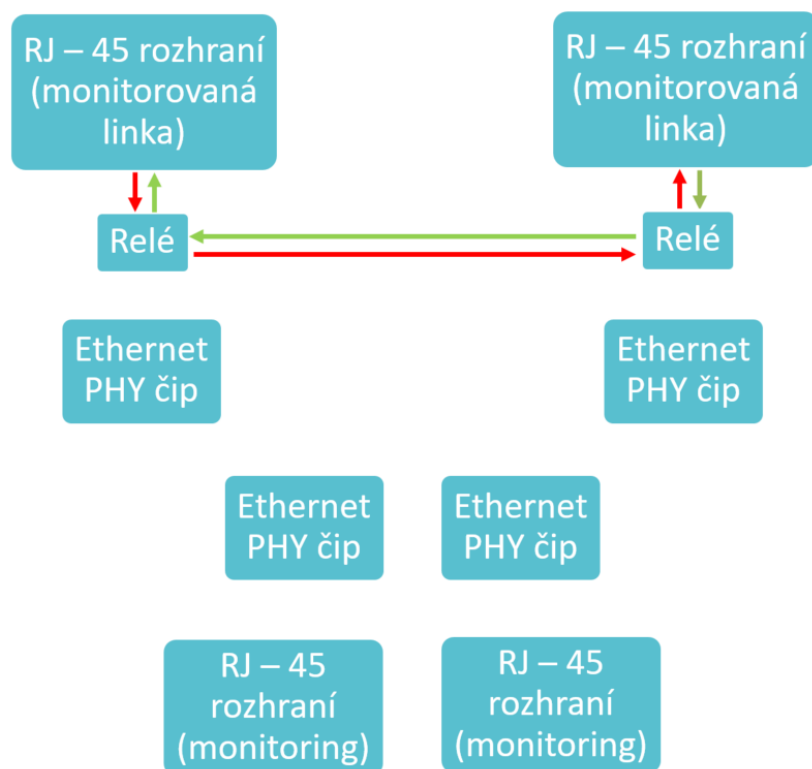 RJ – 45 rozhraní
(monitorovaná
linka)
RJ – 45 rozhraní
(monitorovaná
linka)
Relé
Relé
Ethernet
PHY čip
Ethernet
PHY čip
Ethernet
PHY čip
Ethernet
PHY čip
RJ – 45
rozhraní
(monitoring)
RJ – 45
rozhraní
(monitoring)